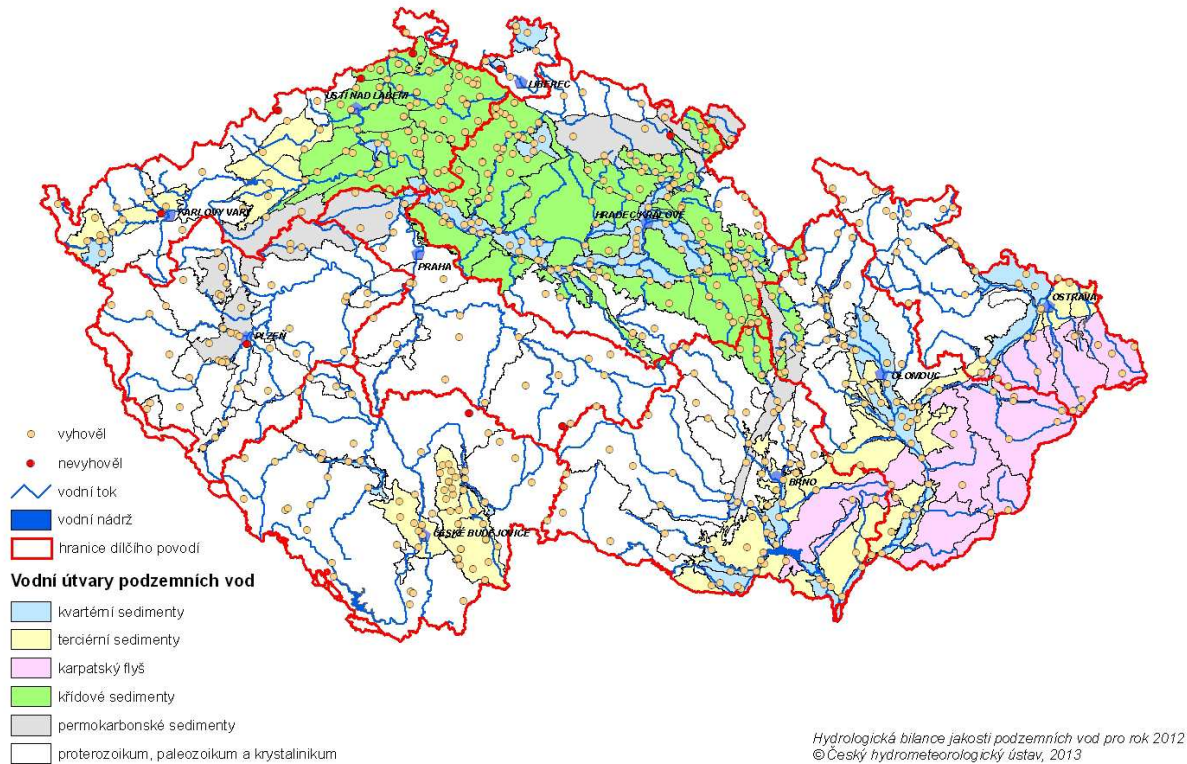 LIBEREC
ÚSTÍ NAD LABEM
KARLOVY VARY
HRADEC KRÁLOVÉ
PRAHA
OSTRAVA
PLZEŇ
OLOMOUC
BRNO
ČESKÉ BUDĚJOVICE
vyhověl
nevyhověl
vodní tok
vodní nádrž
hranice dílčího povodí
Vodní útvary podzemních vod
kvartérní sedimenty
terciérní sedimenty
karpatský flyš
křídové sedimenty
permokarbonské sedimenty
proterozoikum, paleozoikum a krystalinikum
Hydrologická bilance jakosti podzemních vod pro rok 2012
© Český hydrometeorologický ústav, 2013